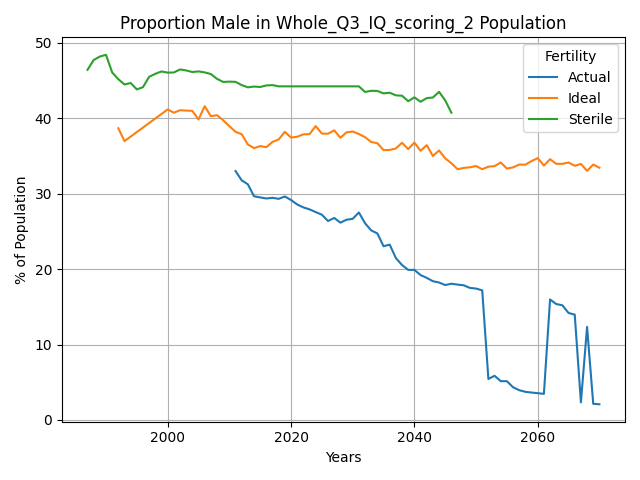 Proportion Male in Whole_Q3_IQ_scoring_2 Population
Fertility
Actual
Ideal
Sterile
% of Population
50
40
30
20
10
0
2000
2020
2040
2060
Years